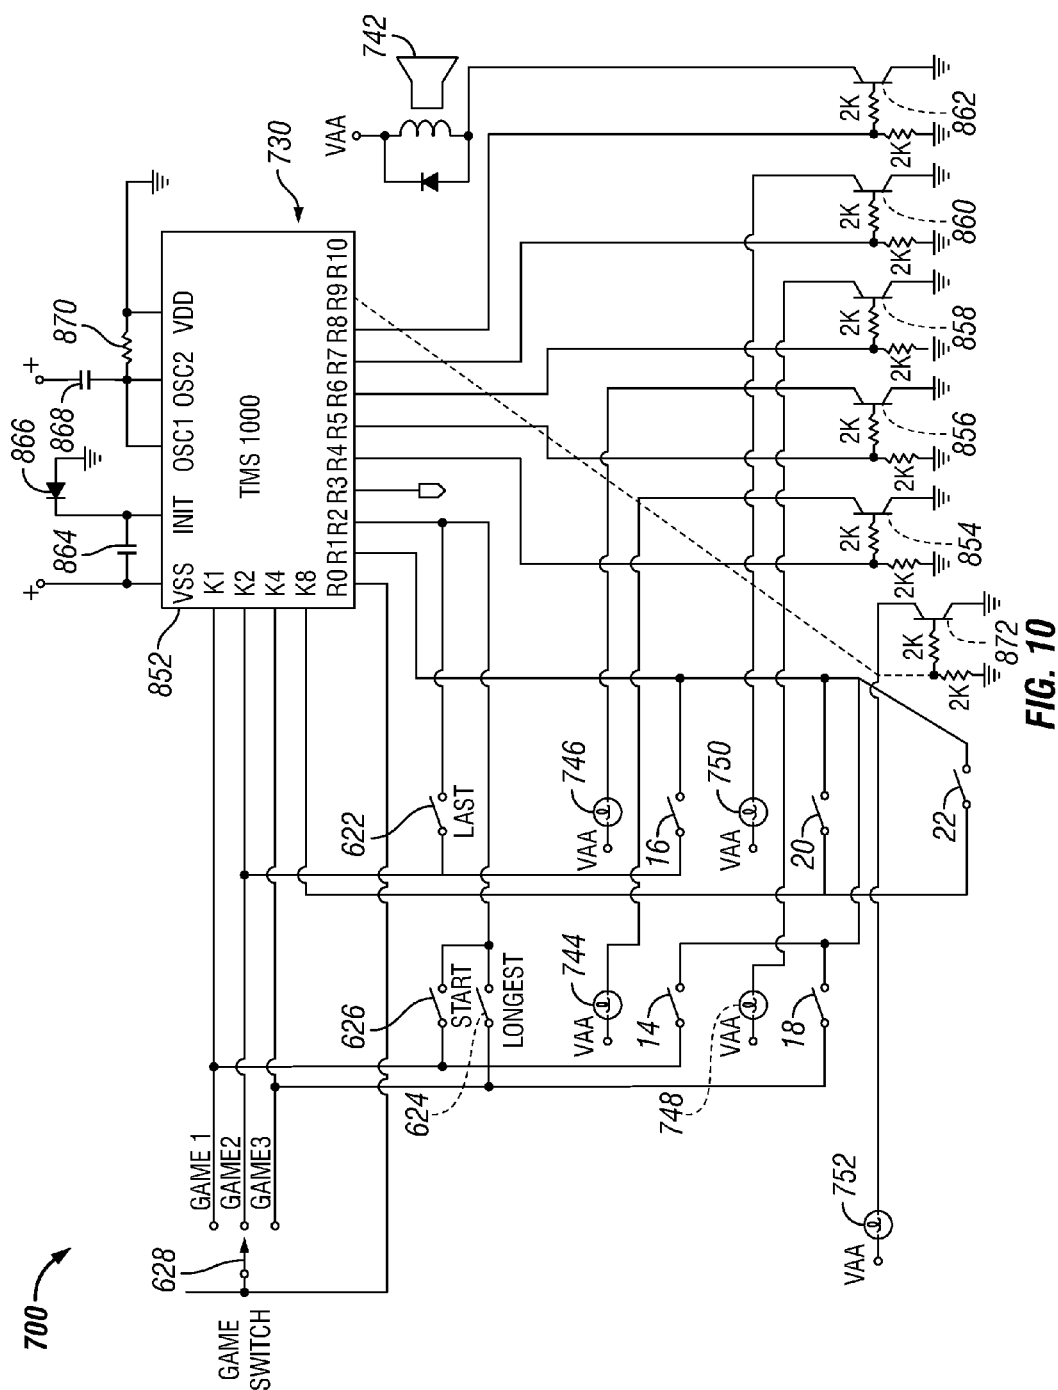 700
GAME
SWITCH
628
GAME 1
GAME2
GAME3
852
864
866
868
870
730
742
+
+
VAA
VSS
INIT
OSC1
OSC2
VDD
K1
K2
K4
K8
TMS 1000
R0
R1
R2
R3
R4
R5
R6
R7
R8
R9
R10
626
START
624
LONGEST
622
LAST
744
VAA
746
VAA
14
16
748
VAA
750
VAA
18
20
22
752
VAA
2K
2K
872
2K
2K
854
2K
2K
856
2K
2K
858
2K
2K
860
2K
2K
862
FIG. 10